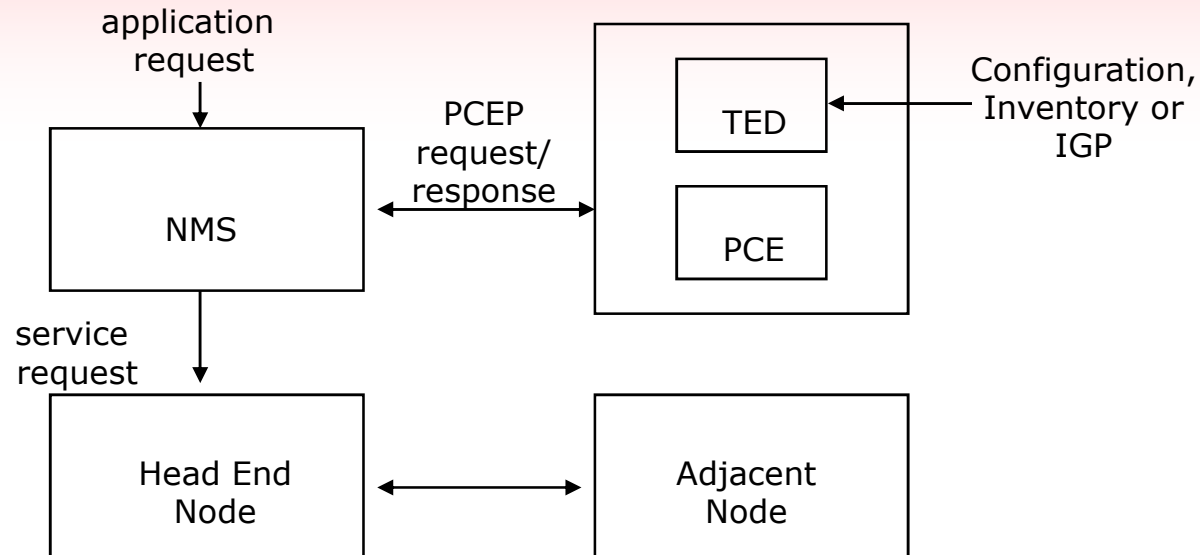 application
request
PCEP
request/
response
TED
Configuration,
Inventory or
IGP
NMS
PCE
service
request
Head End
Node
Adjacent
Node